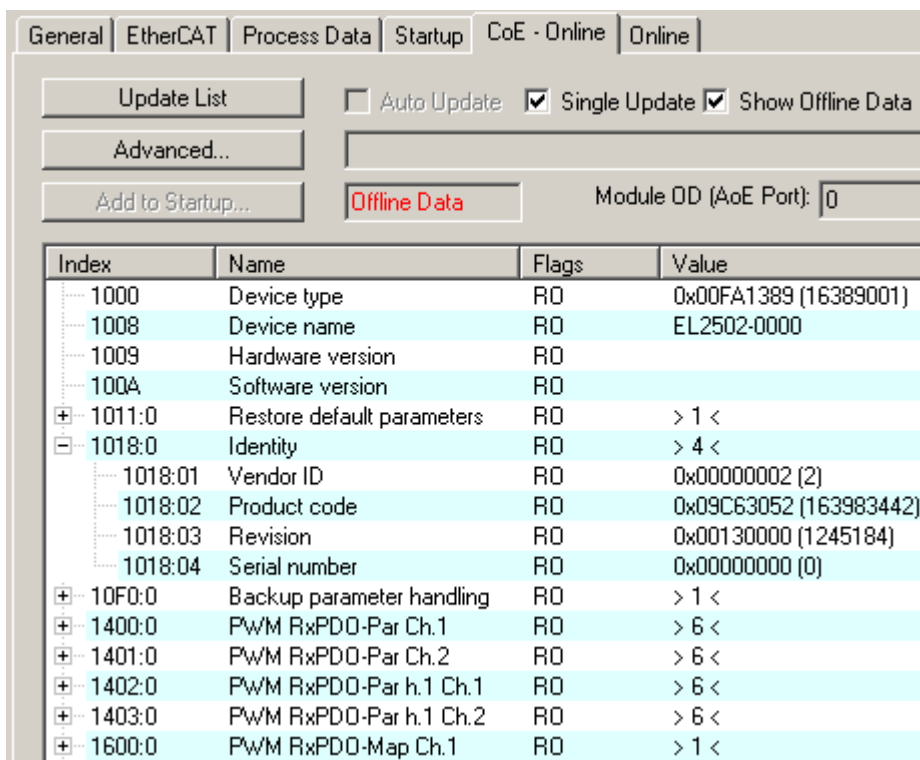 General EtherCAT Process Data Startup CoE - Online Online
Update List Auto Update Single Update Show Offline Data
Advanced...
Add to Startup... Offline Data Module OD (AoE Port): 0
Index Name Flags Value
1000 Device type RO 0x00FA1389 (16389001)
1008 Device name RO EL2502-0000
1009 Hardware version RO
100A Software version RO
1011:0 Restore default parameters RO > 1 <
1018:0 Identity RO > 4 <
1018:01 Vendor ID RO 0x00000002 (2)
1018:02 Product code RO 0x09C63052 (163983442)
1018:03 Revision RO 0x00130000 (1245184)
1018:04 Serial number RO 0x00000000 (0)
10F0:0 Backup parameter handling RO > 1 <
1400:0 PWM RxPDO-Par Ch.1 RO > 6 <
1401:0 PWM RxPDO-Par Ch.2 RO > 6 <
1402:0 PWM RxPDO-Par h.1 Ch.1 RO > 6 <
1403:0 PWM RxPDO-Par h.1 Ch.2 RO > 6 <
1600:0 PWM RxPDO-Map Ch.1 RO > 1 <